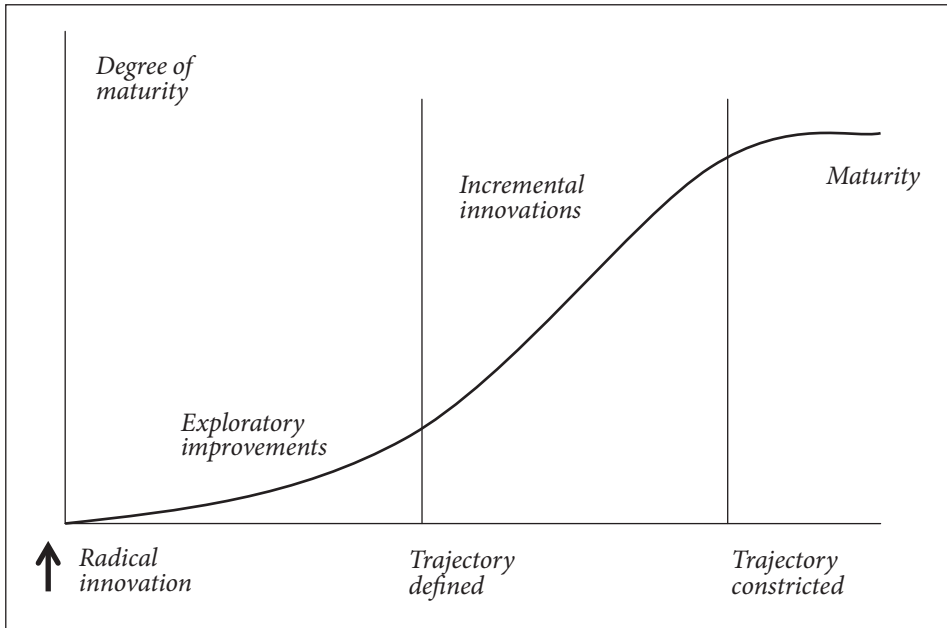 Degree of
maturity
Incremental
innovations
Maturity
Exploratory
improvements
Radical
innovation
Trajectory
defined
Trajectory
constricted